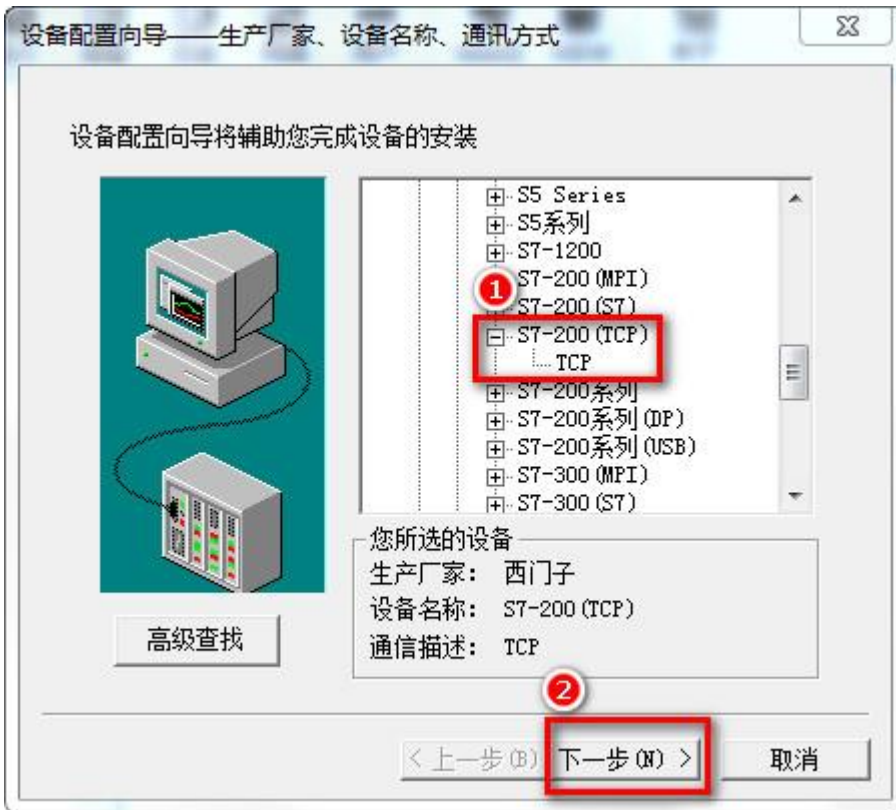 设备配置向导——生产厂家、设备名称、通讯方式
设备配置向导将辅助您完成设备的安装
S5 Series
S5系列
S7-1200
S7-200(MPI)
1
S7-200(S7)
S7-200(TCP)
TCP
S7-200系列
S7-200系列(DP)
S7-200系列(USB)
S7-300(MPI)
S7-300(S7)
您所选的设备
生产厂家： 西门子
设备名称： S7-200(TCP)
通信描述： TCP
高级查找
2
< 上一步(B) 下一步(N) > 取消